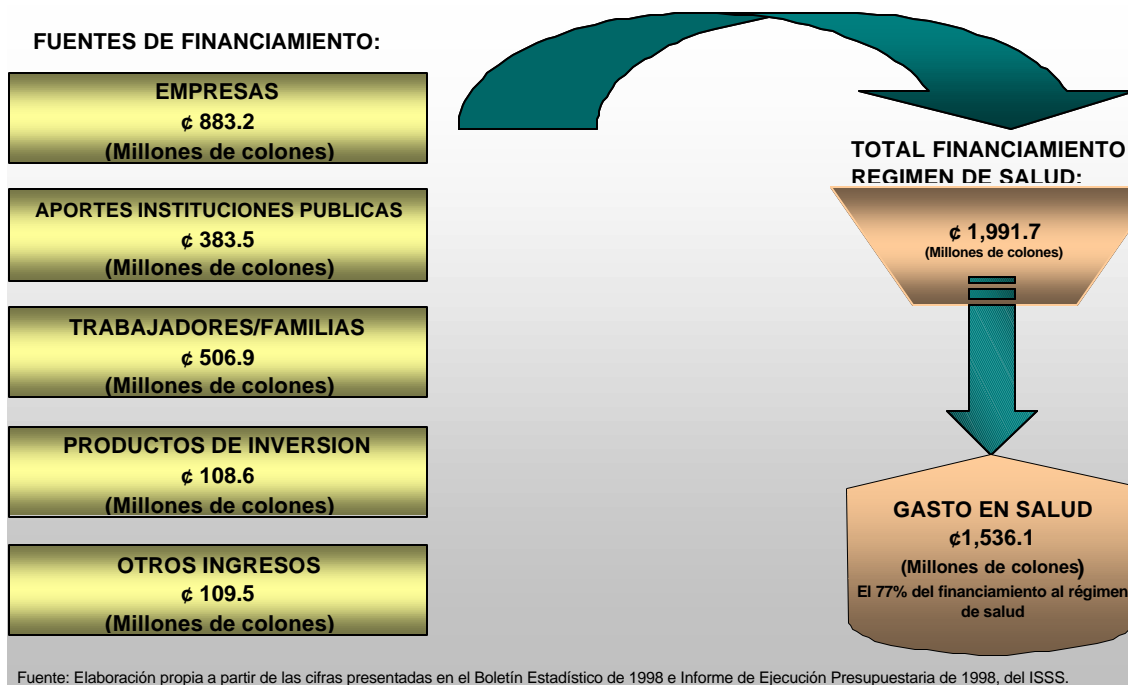 FUENTES DE FINANCIAMIENTO:
EMPRESAS
¢ 883.2
(Millones de colones)
APORTES INSTITUCIONES PUBLICAS
¢ 383.5
(Millones de colones)
TRABAJADORES/FAMILIAS
¢ 506.9
(Millones de colones)
PRODUCTOS DE INVERSION
¢ 108.6
(Millones de colones)
OTROS INGRESOS
¢ 109.5
(Millones de colones)
TOTAL FINANCIAMIENTO
REGIMEN DE SALUD:
¢ 1,991.7
(Millones de colones)
GASTO EN SALUD
¢1,536.1
(Millones de colones)
El 77% del financiamiento al régimen
de salud
Fuente: Elaboración propia a partir de las cifras presentadas en el Boletín Estadístico de 1998 e Informe de Ejecución Presupuestaria de 1998, del ISSS.